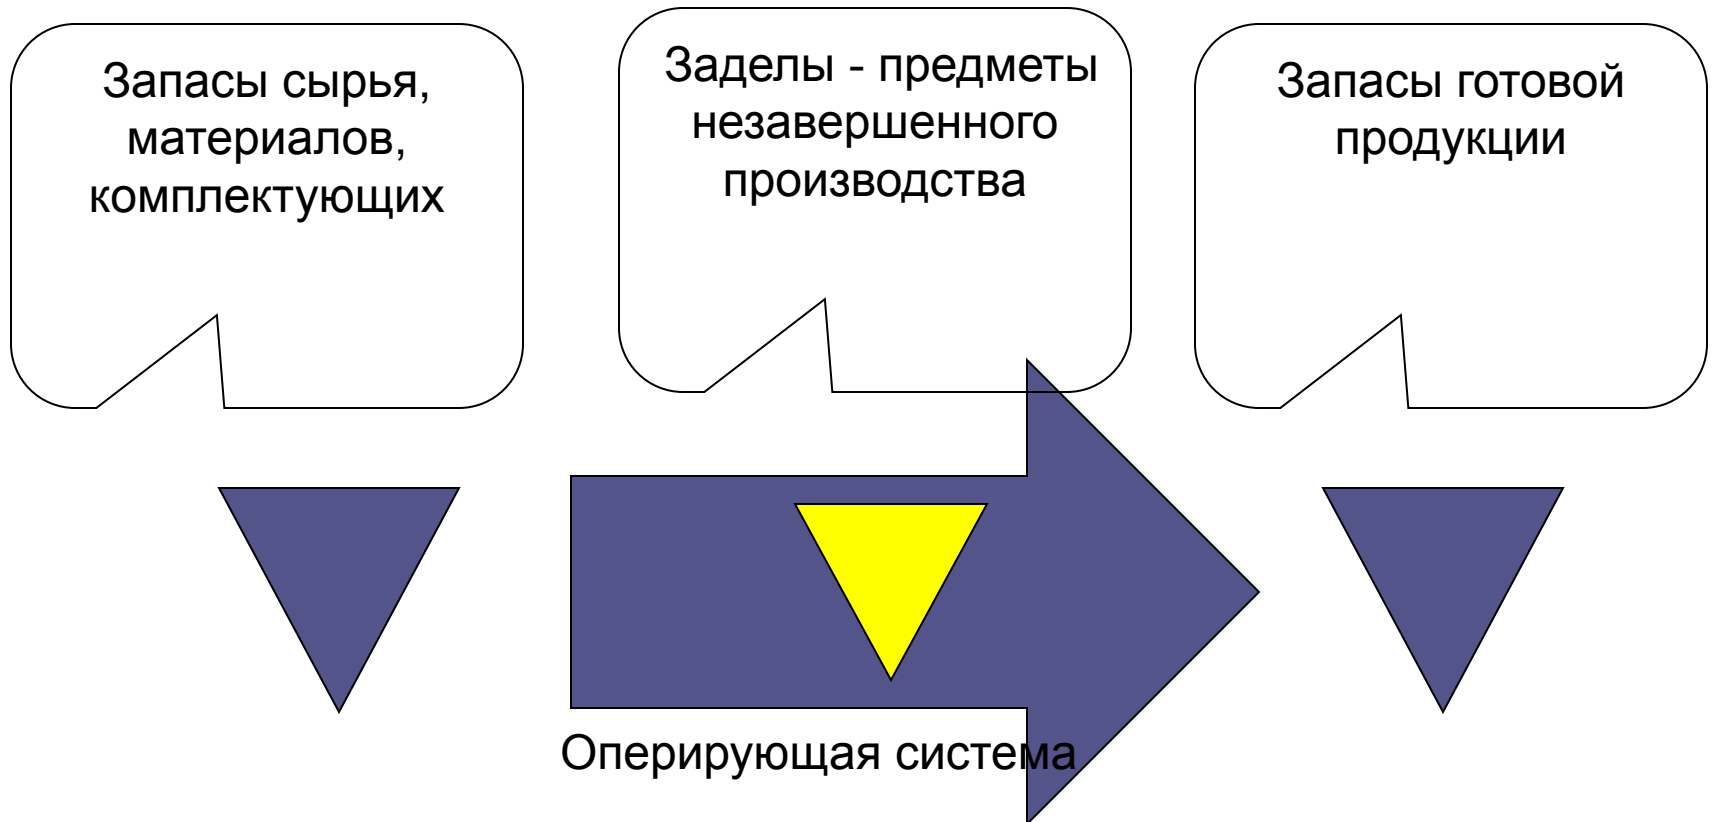 Запасы сырья,
материалов,
комплектующих
Заделы - предметы
незавершенного
производства
Запасы готовой
продукции
Оперирующая система